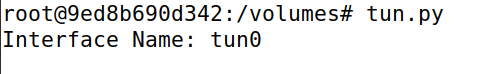 root@9ed8b690d342:/volumes# tun.py
Interface Name: tun0